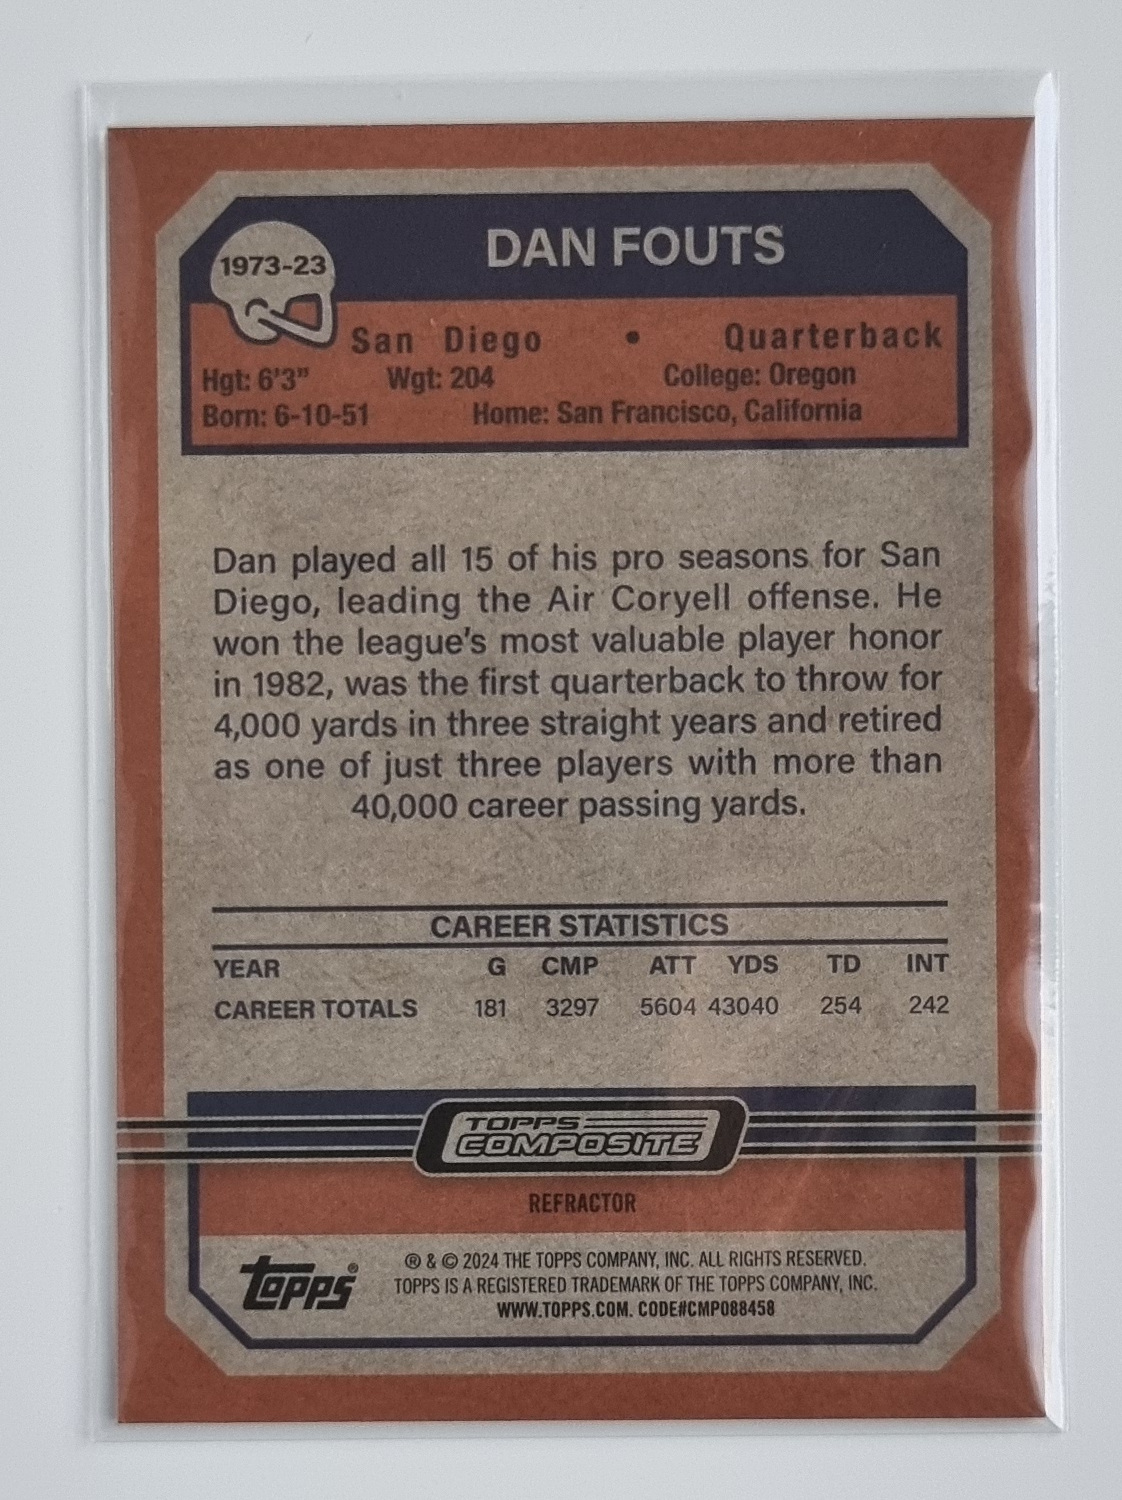 1973-23
DAN FOUTS
San Diego • Quarterback
Hgt: 6'3" Wgt: 204 College: Oregon
Born: 6-10-51 Home: San Francisco, California
Dan played all 15 of his pro seasons for San
Diego, leading the Air Coryell offense. He
won the league's most valuable player honor
in 1982, was the first quarterback to throw for
4,000 yards in three straight years and retired
as one of just three players with more than
40,000 career passing yards.
CAREER STATISTICS
YEAR G CMP ATT YDS TD INT
CAREER TOTALS 181 3297 5604 43040 254 242
TOPPS
COMPOSITE
REFRACTOR
Topps®
® & © 2024 THE TOPPS COMPANY, INC. ALL RIGHTS RESERVED.
TOPPS IS A REGISTERED TRADEMARK OF THE TOPPS COMPANY, INC.
WWW.TOPPS.COM. CODE#CMP088458